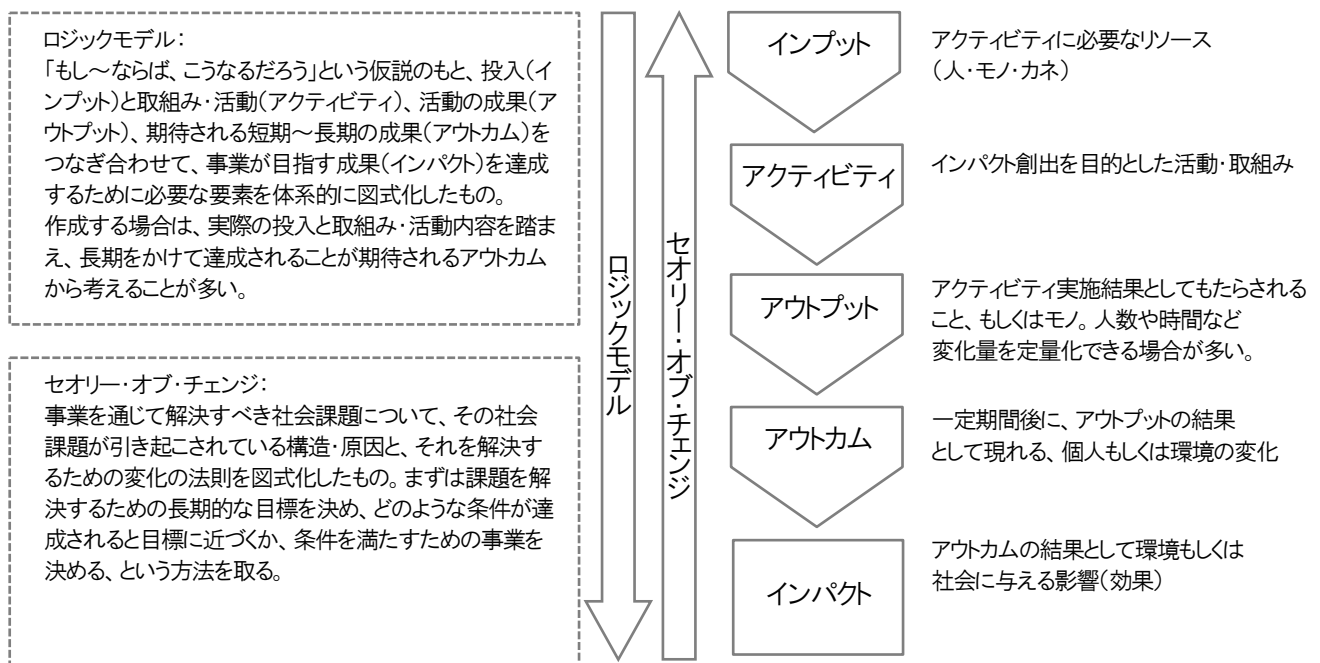 ロジックモデル：
「もし～ならば、こうなるだろう」という仮説のもと、投入（イ
ンプット）と取組み・活動（アクティビティ）、活動の成果（ア
ウトプット）、期待される短期～長期の成果（アウトカム）を
つなぎ合わせて、事業が目指す成果（インパクト）を達成
するために必要な要素を体系的に図式化したもの。
作成する場合は、実際の投入と取組み・活動内容を踏ま
え、長期をかけて達成されることが期待されるアウトカム
から考えることが多い。
セオリー・オブ・チェンジ：
事業を通じて解決すべき社会課題について、その社会
課題が引き起こされている構造・原因と、それを解決す
るための変化の法則を図式化したもの。まずは課題を解
決するための長期的な目標を決め、どのような条件が達
成されると目標に近づくか、条件を満たすための事業を
決める、という方法を取る。
ロジックモデル
セオリー・オブ・チェンジ
インプット
アクティビティに必要なリソース
（人・モノ・カネ）
アクティビティ
インパクト創出を目的とした活動・取組み
アウトプット
アクティビティ実施結果としてもたらされる
こと、もしくはモノ。人数や時間など
変化量を定量化できる場合が多い。
アウトカム
一定期間後に、アウトプットの結果
として現れる、個人もしくは環境の変化
インパクト
アウトカムの結果として環境もしくは
社会に与える影響（効果）